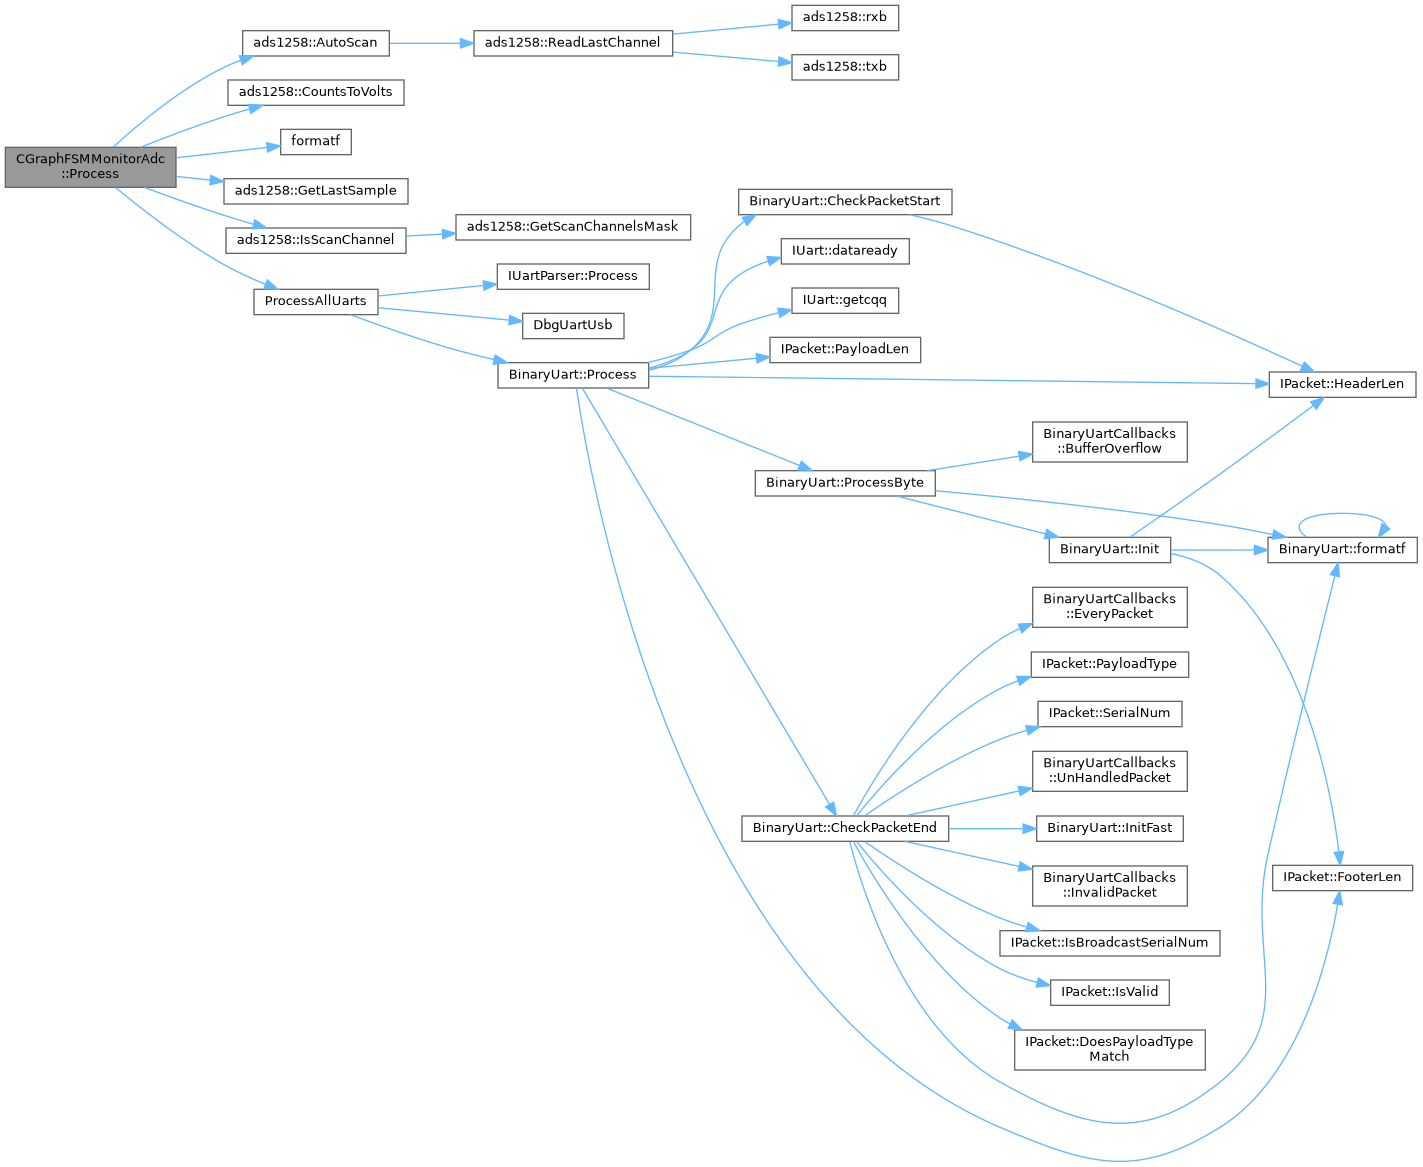 CGraphFSMMonitorAdc
::Process
ads1258::AutoScan
ads1258::ReadLastChannel
ads1258::rxb
ads1258::txb
ads1258::CountsToVolts
formatf
ads1258::GetLastSample
ads1258::IsScanChannel
ads1258::GetScanChannelsMask
ProcessAllUarts
IUartParser::Process
DbgUartUsb
BinaryUart::Process
BinaryUart::CheckPacketStart
IUart::dataready
IUart::getcqq
IPacket::PayloadLen
IPacket::HeaderLen
BinaryUart::ProcessByte
BinaryUartCallbacks
::BufferOverflow
BinaryUart::Init
BinaryUart::formatf
BinaryUart::CheckPacketEnd
BinaryUartCallbacks
::EveryPacket
IPacket::PayloadType
IPacket::SerialNum
BinaryUartCallbacks
::UnHandledPacket
BinaryUart::InitFast
BinaryUartCallbacks
::InvalidPacket
IPacket::IsBroadcastSerialNum
IPacket::IsValid
IPacket::DoesPayloadType
Match
IPacket::FooterLen